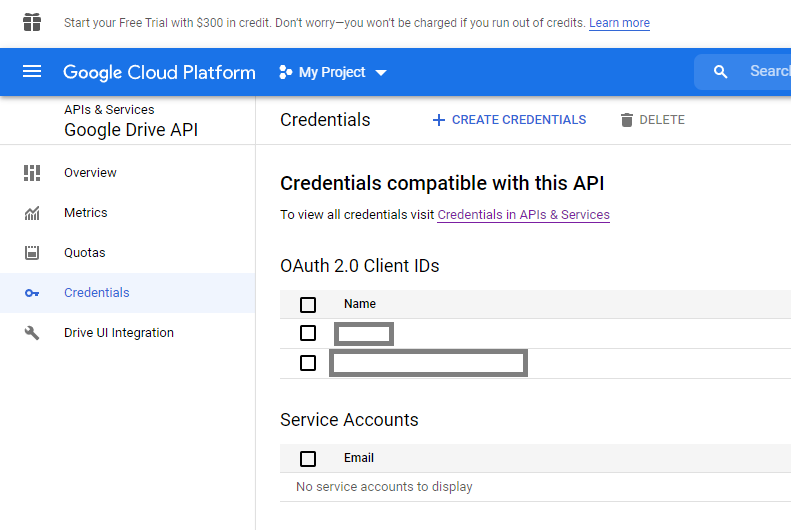 Start your Free Trial with $300 in credit. Don't worry—you won't be charged if you run out of credits. Learn more
Google Cloud Platform
My Project
Search
APIs & Services
Google Drive API
Overview
Metrics
Quotas
Credentials
Drive UI Integration
Credentials
CREATE CREDENTIALS
DELETE
Credentials compatible with this API
To view all credentials visit Credentials in APIs & Services
OAuth 2.0 Client IDs
Name
Service Accounts
Email
No service accounts to display